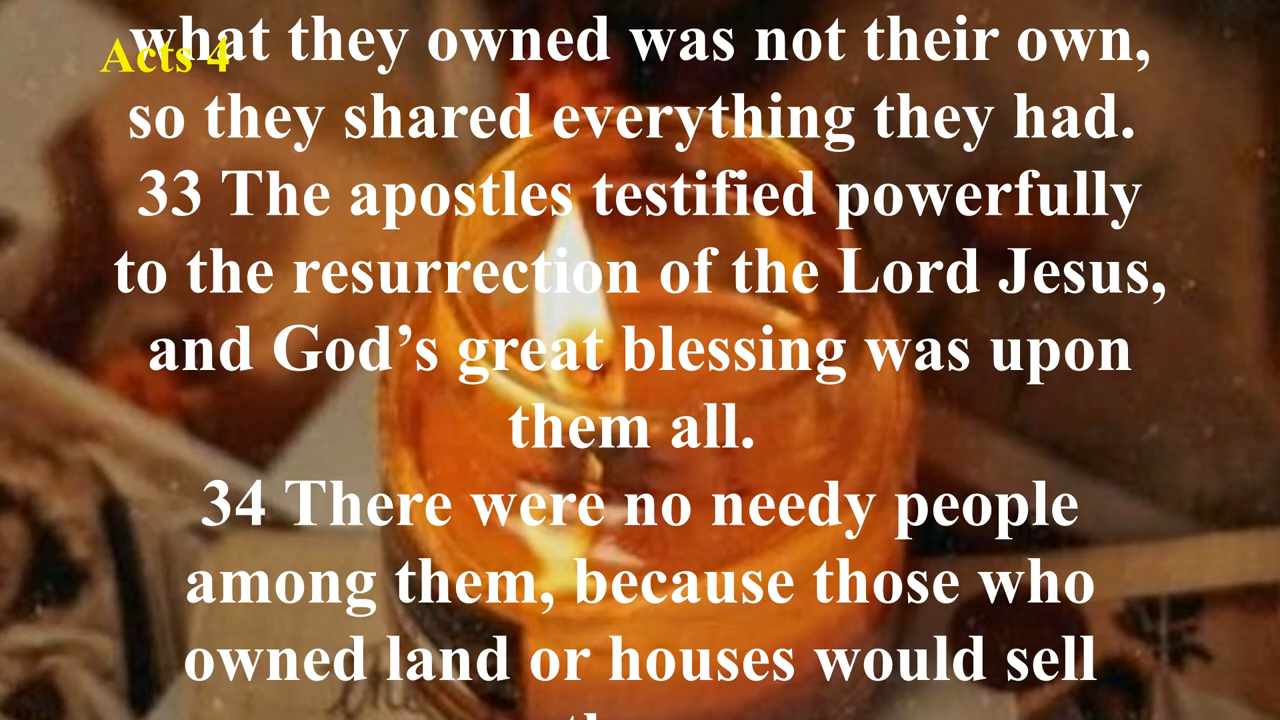 Acts 4
what they owned was not their own,
so they shared everything they had.
33 The apostles testified powerfully
to the resurrection of the Lord Jesus,
and God’s great blessing was upon
them all.
34 There were no needy people
among them, because those who
owned land or houses would sell